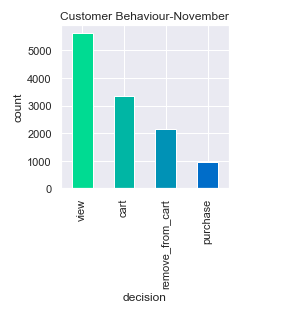 Customer Behaviour-November
count
5000
4000
3000
2000
1000
0
view
cart
remove_from_cart
purchase
decision